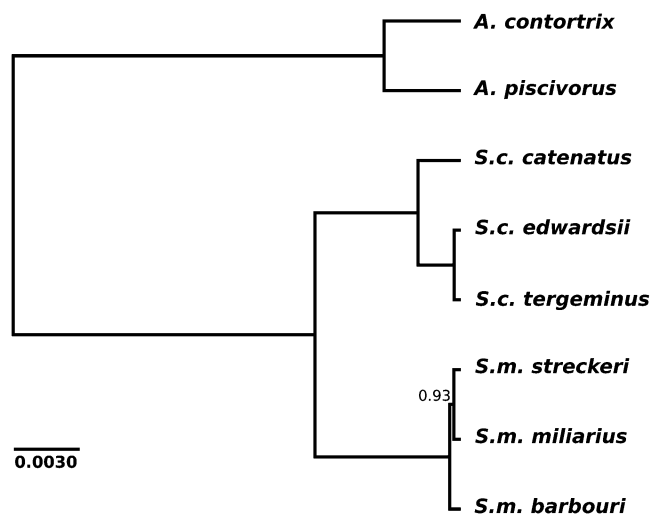 A. contortrix
A. piscivorus
S.c. catenatus
S.c. edwardsii
S.c. tergeminus
S.m. streckeri
0.93
S.m. miliarius
0.0030
S.m. barbouri